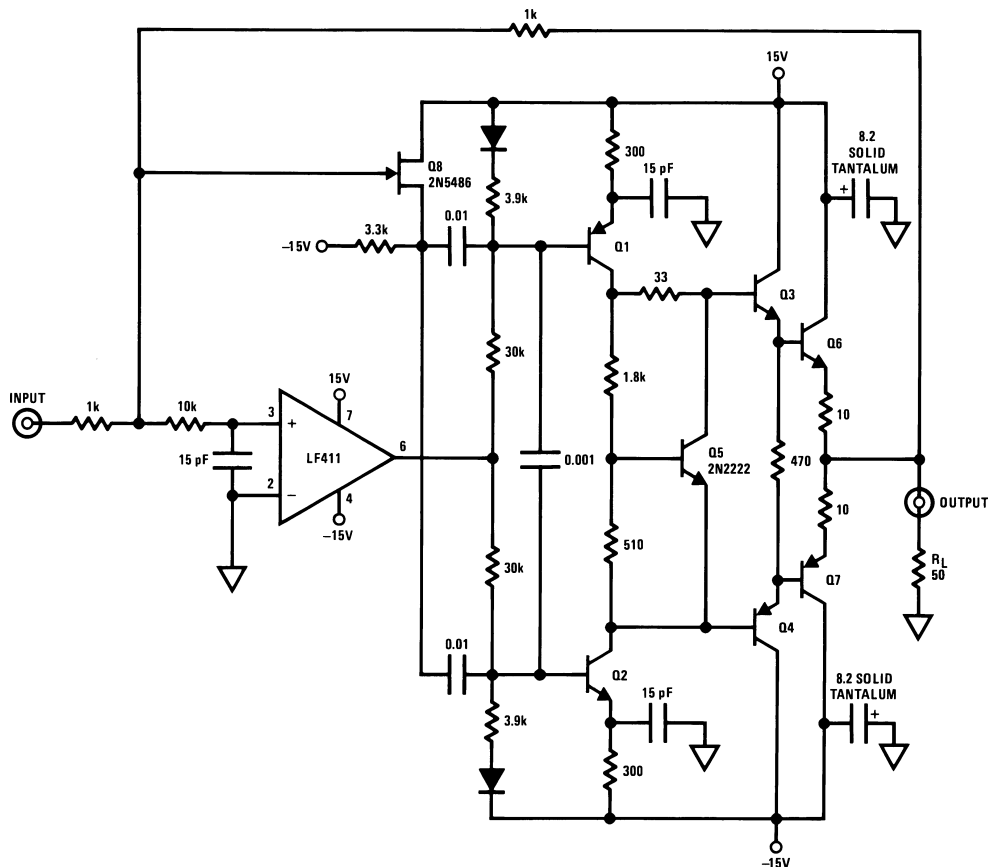 1k
15V
8.2
SOLID
TANTALUM
+
300
15 pF
Q8
2N5486
3.9k
0.01
3.3k
–15V
Q1
33
Q3
Q6
30k
1.8k
10
INPUT
1k
10k
15V
7
3
+
LF411
6
15 pF
2
–
4
–15V
0.001
Q5
2N2222
470
10
OUTPUT
RL
50
30k
510
Q7
Q4
0.01
Q2
15 pF
8.2 SOLID
TANTALUM
+
3.9k
300
–15V